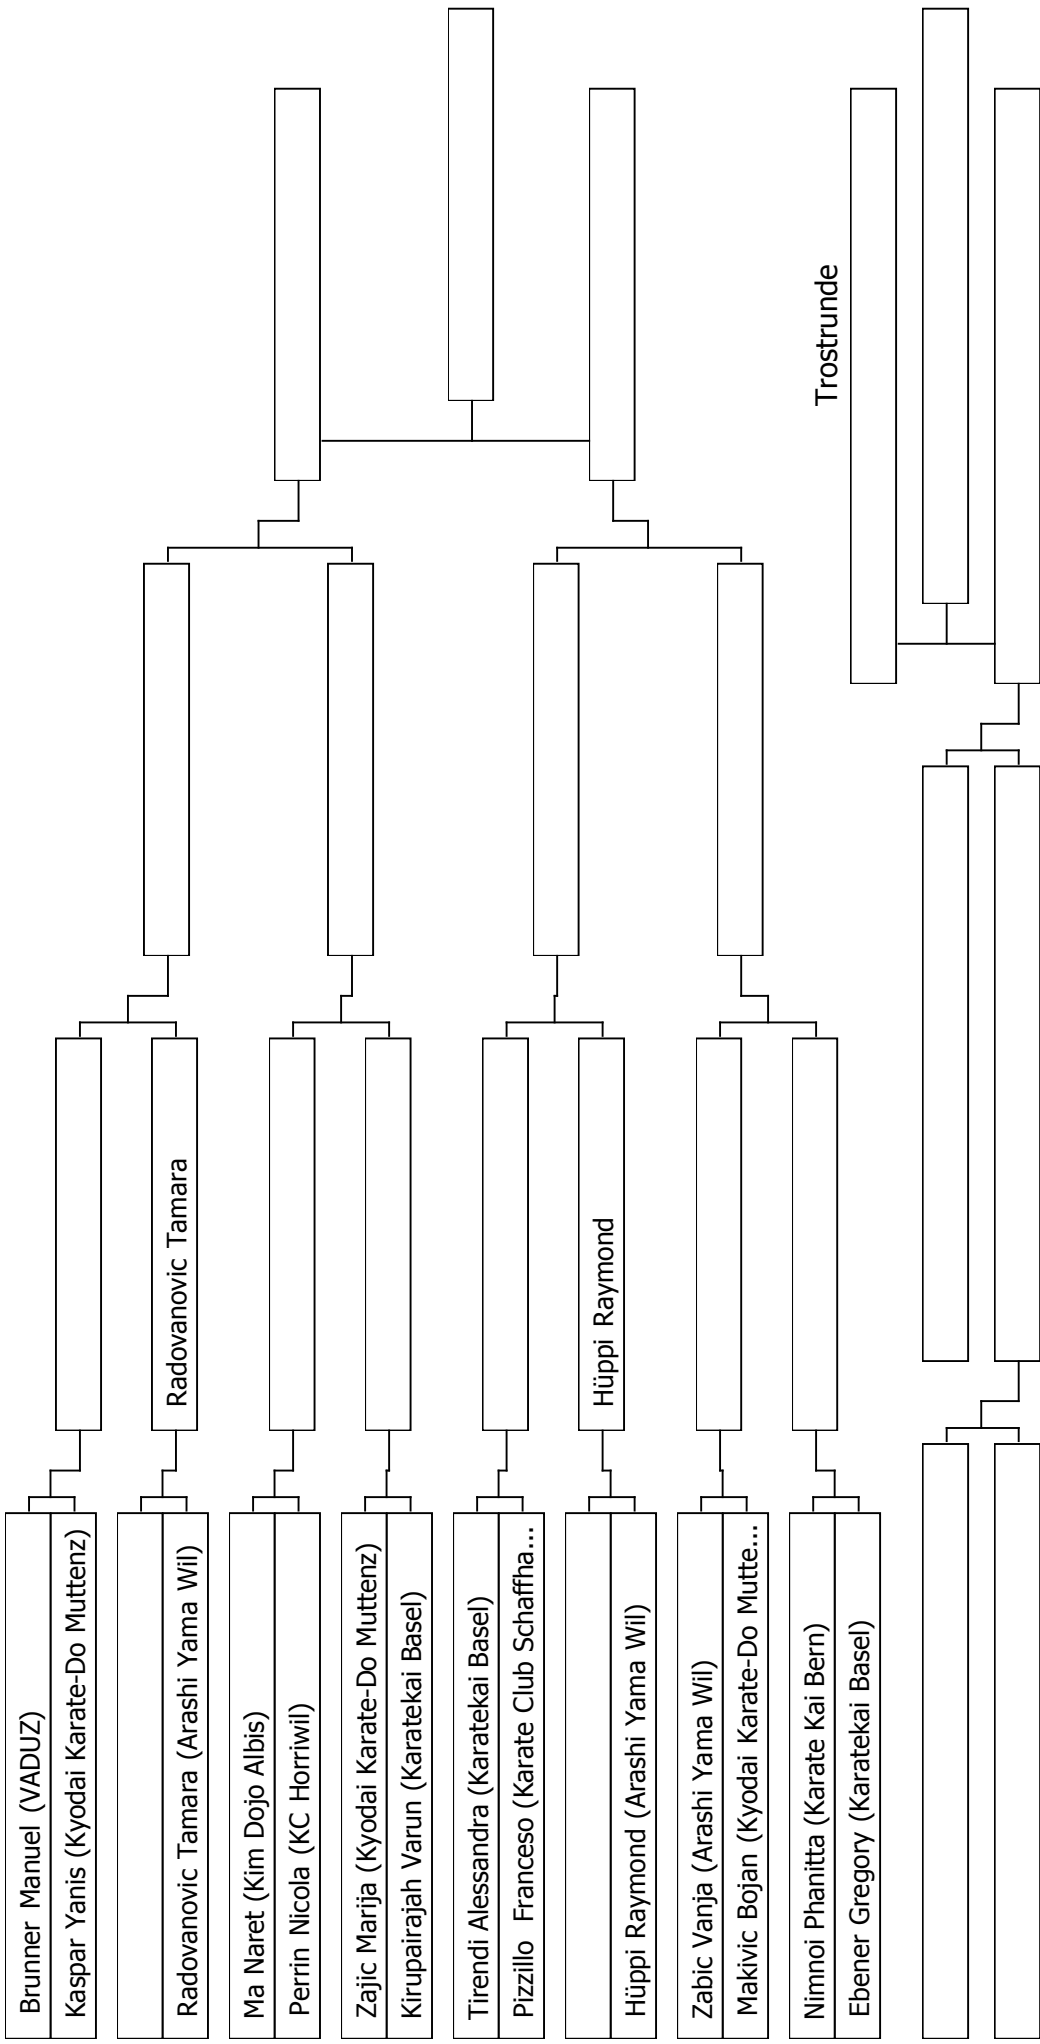 Brunner Manuel (VADUZ)
Kaspar Yanis (Kyodai Karate-Do Muttenz)
Radovanovic Tamara (Arashi Yama Wil)
Ma Naret (Kim Dojo Albis)
Perrin Nicola (KC Horriwil)
Zajic Marija (Kyodai Karate-Do Muttenz)
Kirupairajah Varun (Karatekai Basel)
Tirendi Alessandra (Karatekai Basel)
Pizzillo Franceso (Karate Club Schaffha...
Hüppi Raymond (Arashi Yama Wil)
Zabic Vanja (Arashi Yama Wil)
Makivic Bojan (Kyodai Karate-Do Mutte...
Nimnoi Phanitta (Karate Kai Bern)
Ebener Gregory (Karatekai Basel)
Radovanovic Tamara
Hüppi Raymond
Trostrunde